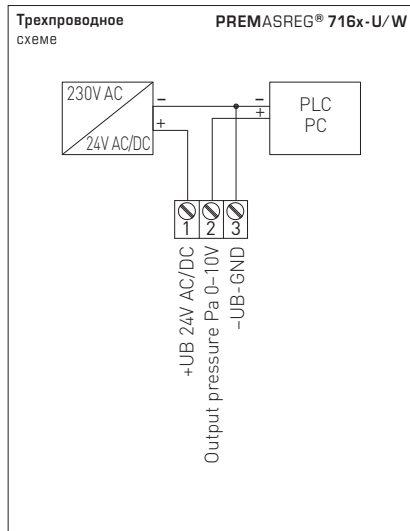 Трехпроводное PREMASREG® 716x-U/W
схеме
230V AC
24V AC/DC
–
+
–
+
PLC
PC
1 2 3
+UB 24V AC/DC
Output pressure Pa 0–10V
–UB-GND